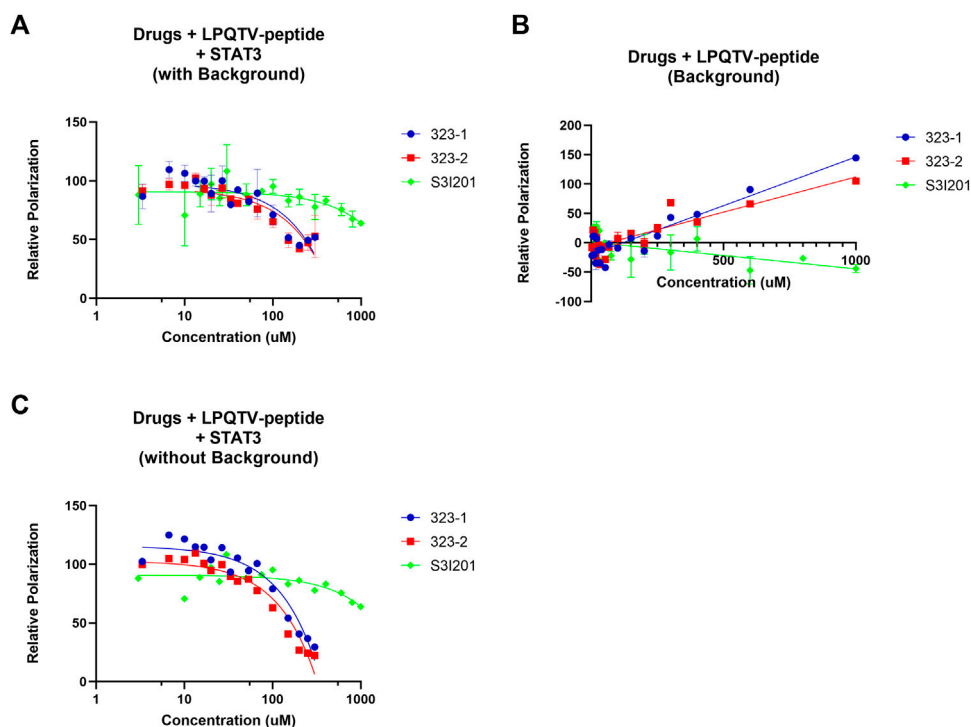 A
Drugs + LPQTV-peptide
+ STAT3
(with Background)
Relative Polarization
150
100
50
0
1
10
100
1000
Concentration (uM)
323-1
323-2
S3I201
B
Drugs + LPQTV-peptide
(Background)
Relative Polarization
200
150
100
50
0
-50
-100
500
1000
Concentration (uM)
323-1
323-2
S3I201
C
Drugs + LPQTV-peptide
+ STAT3
(without Background)
Relative Polarization
150
100
50
0
1
10
100
1000
Concentration (uM)
323-1
323-2
S3I201